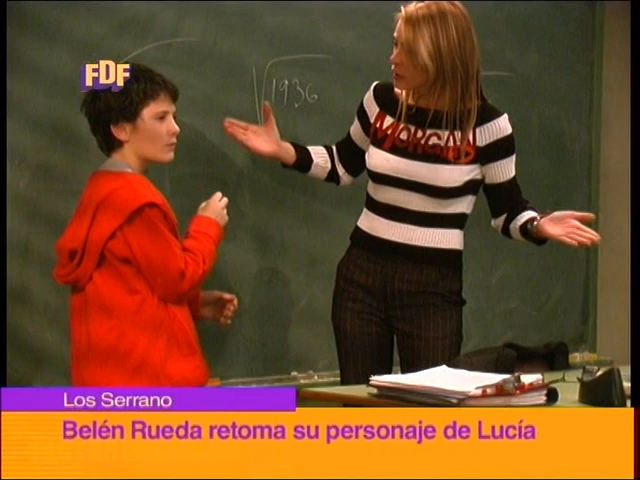 FDF
√1936
MORGAN
Los Serrano
Belén Rueda retoma su personaje de Lucía